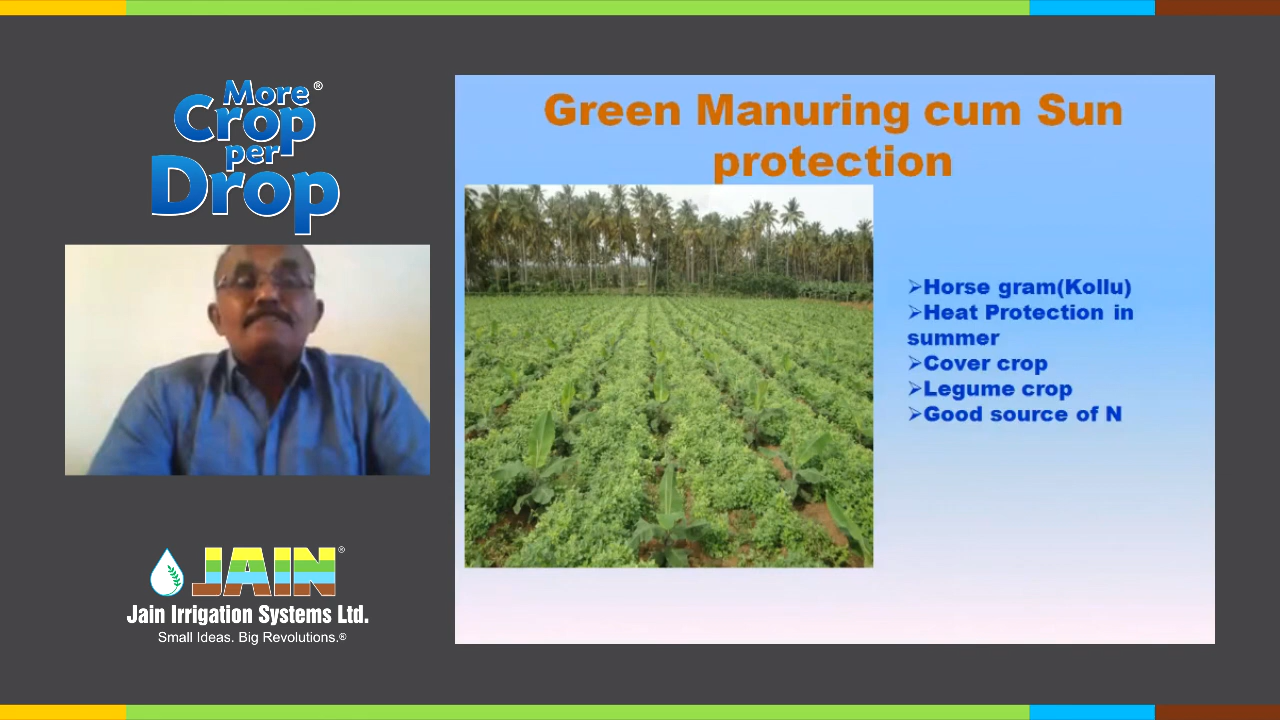 More®
Crop
per
Drop
JAIN®
Jain Irrigation Systems Ltd.
Small Ideas. Big Revolutions.®
Green Manuring cum Sun
protection
➢Horse gram(Kollu)
➢Heat Protection in
summer
➢Cover crop
➢Legume crop
➢Good source of N